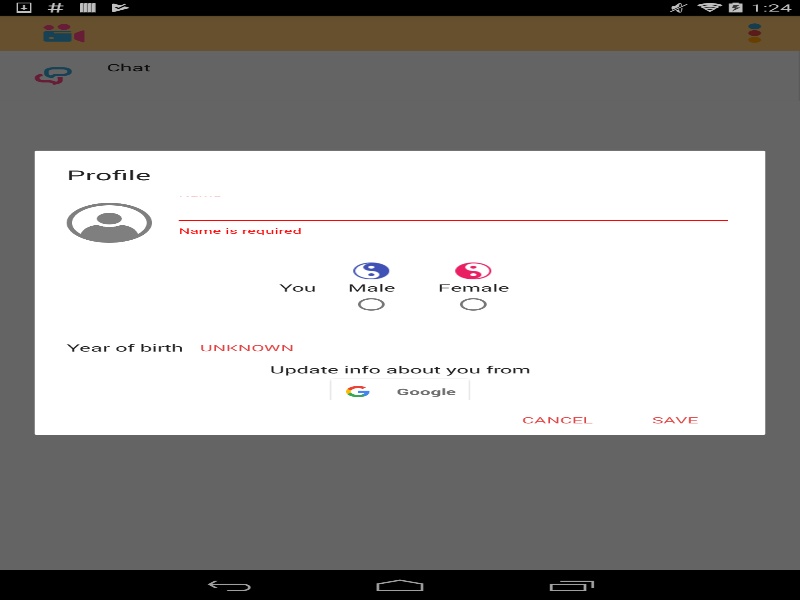 1:24
Chat
Profile
Name is required
You Male Female
Year of birth UNKNOWN
Update info about you from
Google
CANCEL SAVE